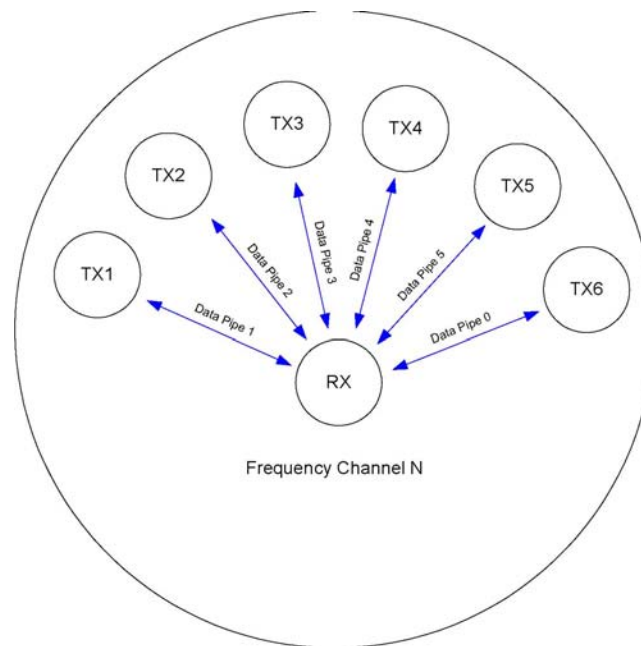 TX3
TX4
TX2
TX5
TX1
TX6
Data Pipe 1
Data Pipe 2
Data Pipe 3
Data Pipe 4
Data Pipe 5
Data Pipe 0
RX
Frequency Channel N